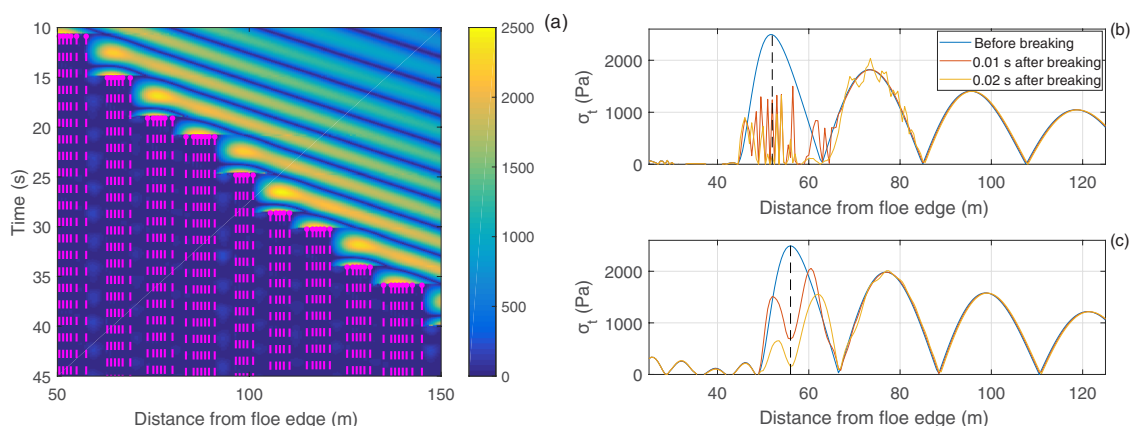 (a)
10
15
20
25
30
35
40
45
Time (s)
50
100
150
Distance from floe edge (m)
2500
2000
1500
1000
500
0
(b)
2000
1000
0
σt (Pa)
Before breaking
0.01 s after breaking
0.02 s after breaking
40
60
80
100
120
Distance from floe edge (m)
(c)
2000
1000
0
σt (Pa)
40
60
80
100
120
Distance from floe edge (m)